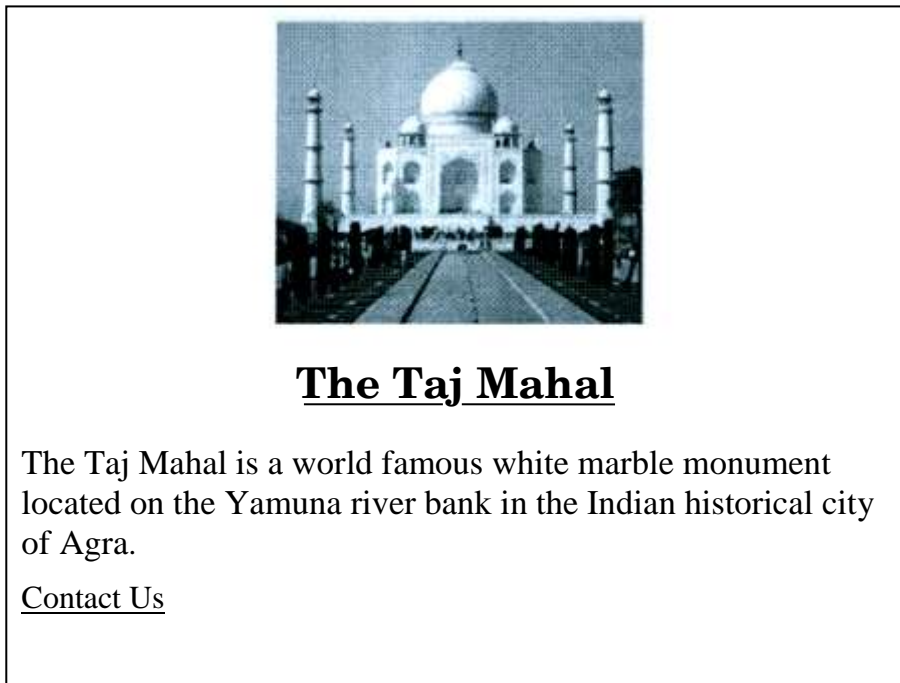 The Taj Mahal
The Taj Mahal is a world famous white marble monument
located on the Yamuna river bank in the Indian historical city
of Agra.
Contact Us